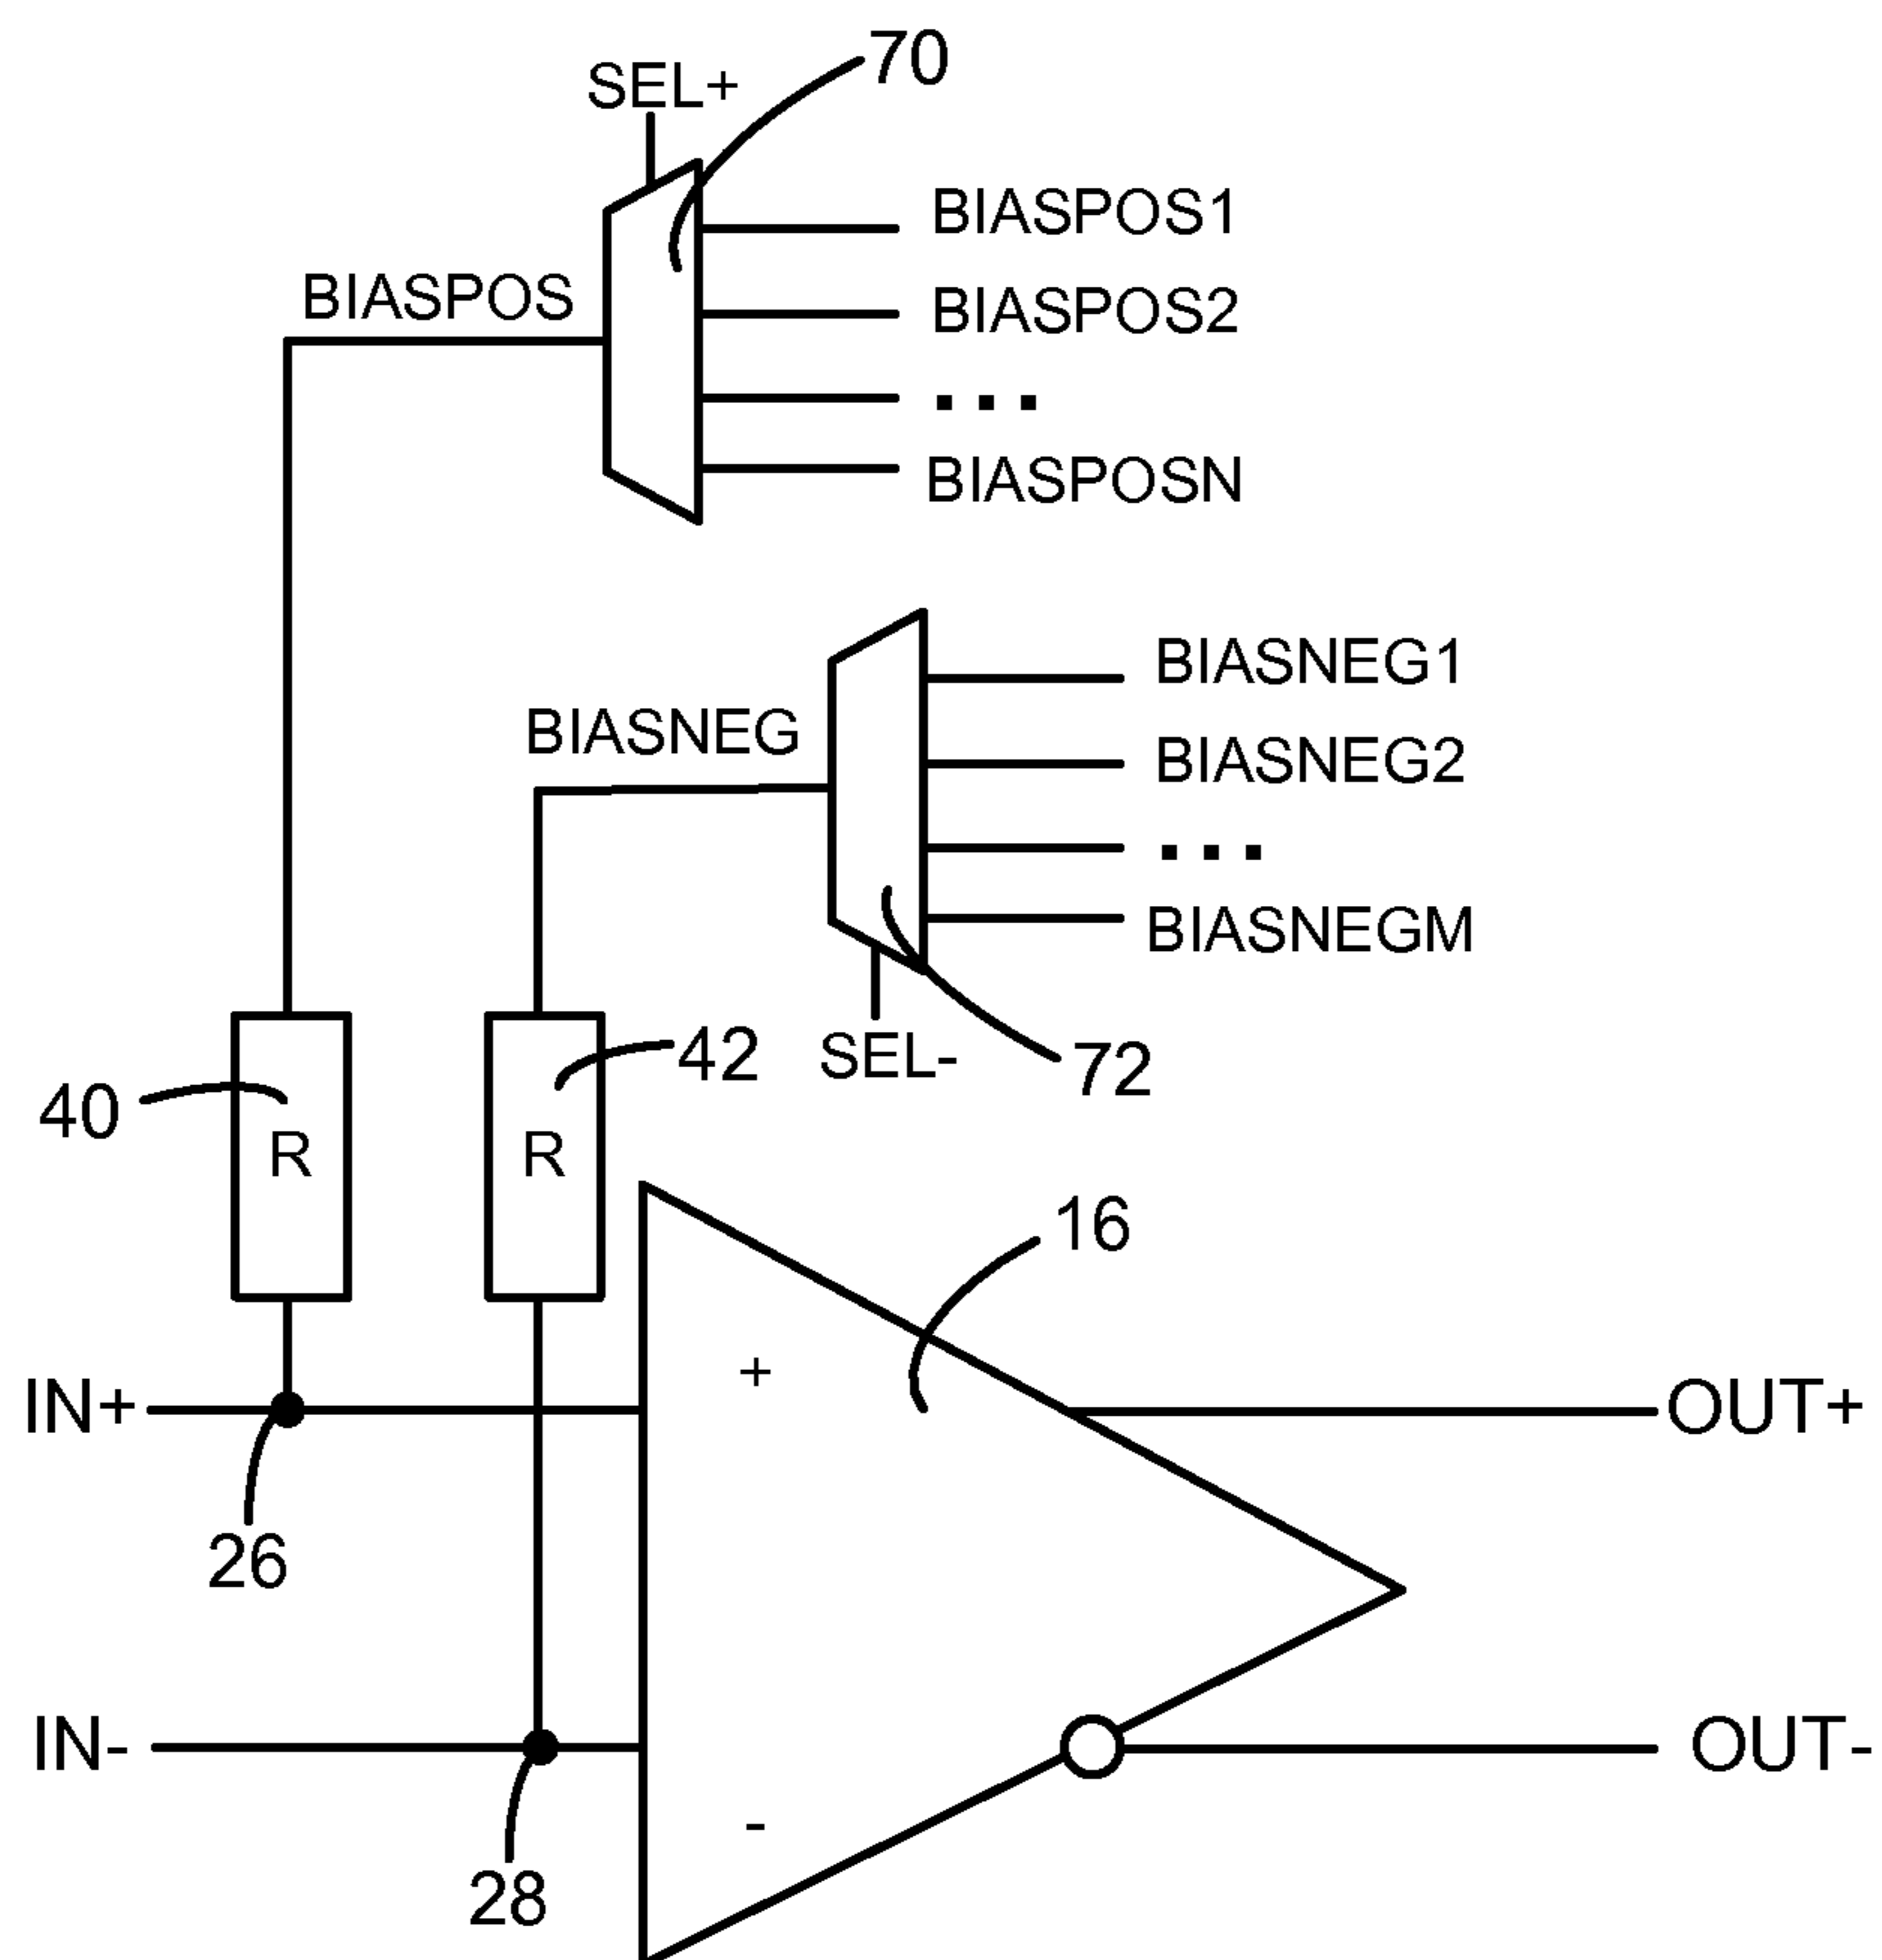 70
SEL+
BIASPOS1
BIASPOS
BIASPOS2
...
BIASPOSN
BIASNEG1
BIASNEG
BIASNEG2
...
BIASNEGM
42
SEL-
72
40
R
R
16
+
IN+
OUT+
26
IN-
OUT-
-
28